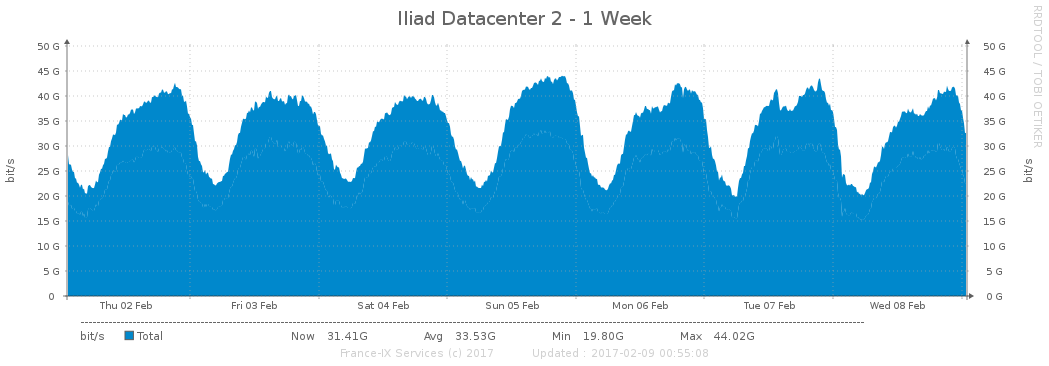 Iliad Datacenter 2 - 1 Week
RRDTOOL / TOBI OETIKER
50 G 50 G
45 G 45 G
40 G 40 G
35 G 35 G
30 G 30 G
25 G 25 G
20 G 20 G
15 G 15 G
10 G 10 G
5 G 5 G
0 0 G
bit/s bit/s
Thu 02 Feb Fri 03 Feb Sat 04 Feb Sun 05 Feb Mon 06 Feb Tue 07 Feb Wed 08 Feb
bit/s Total Now 31.41G Avg 33.53G Min 19.80G Max 44.02G
France-IX Services (c) 2017 Updated : 2017-02-09 00:55:08